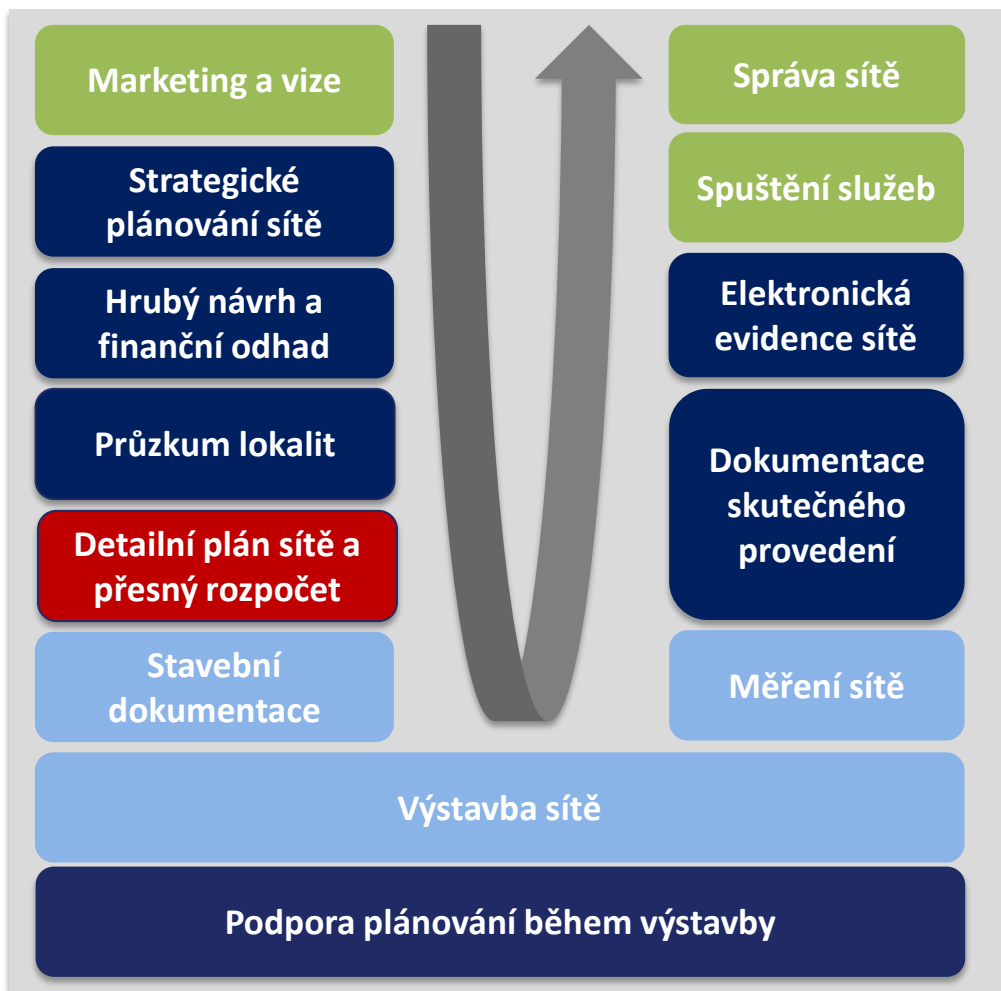 Marketing a vize
Strategické
plánování sítě
Hrubý návrh a
finanční odhad
Průzkum lokalit
Detailní plán sítě a
přesný rozpočet
Stavební
dokumentace
Správa sítě
Spuštění služeb
Elektronická
evidence sítě
Dokumentace
skutečného
provedení
Měření sítě
Výstavba sítě
Podpora plánování během výstavby